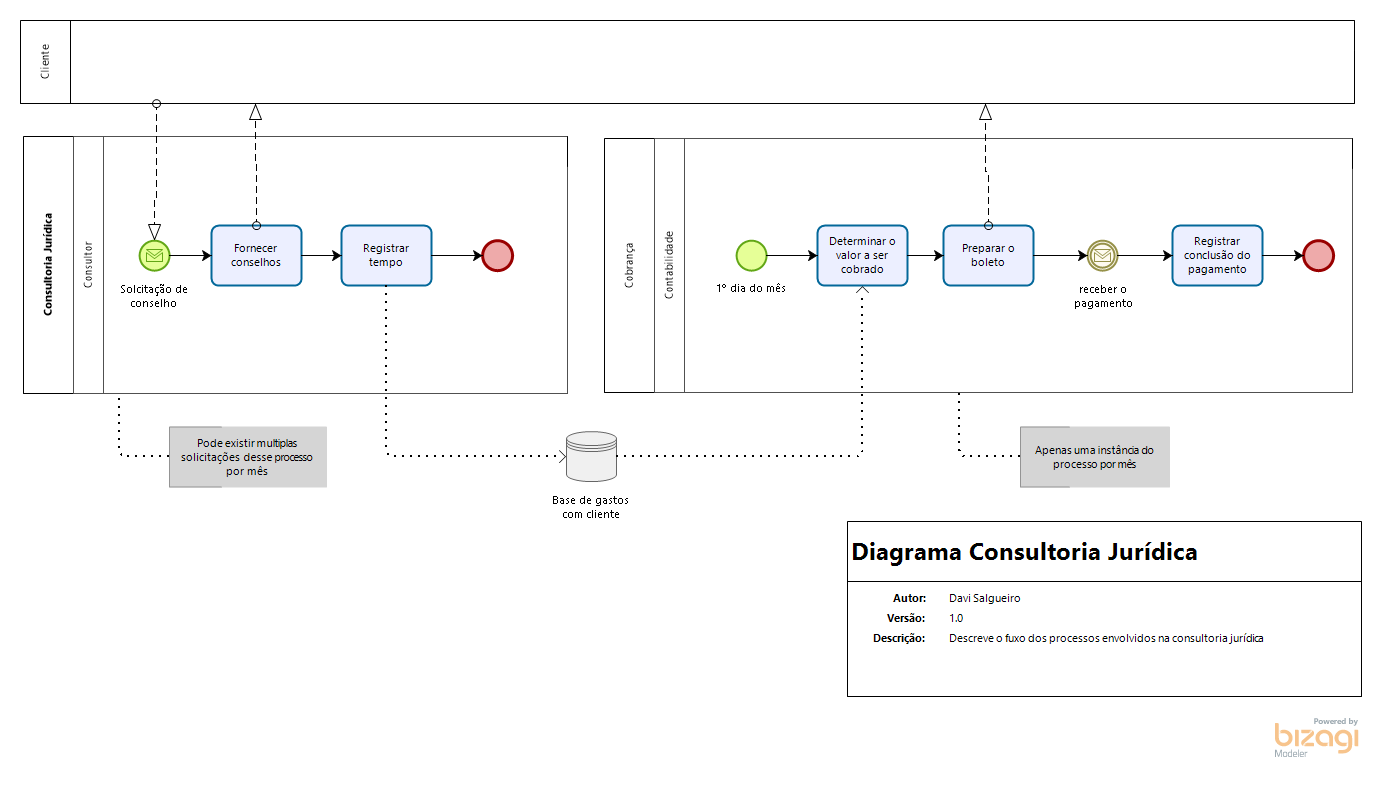 Cliente
Consultoria Jurídica
Consultor
Solcitação de
conselho
Fornecer
conselhos
Registrar
tempo
Cobrança
Contabilidade
1º dia do mês
Determinar o
valor a ser
cobrado
Preparar o
boleto
receber o
pagamento
Registrar
conclusão do
pagamento
Pode existir multiplas
solicitações desse processo
por mês
Base de gastos
com cliente
Apenas uma instância do
processo por mês
Diagrama Consultoria Jurídica
Autor: Davi Salgueiro
Versão: 1.0
Descrição: Descreve o fuxo dos processos envolvidos na consultoria jurídica
Powered by
bizagi
Modeler